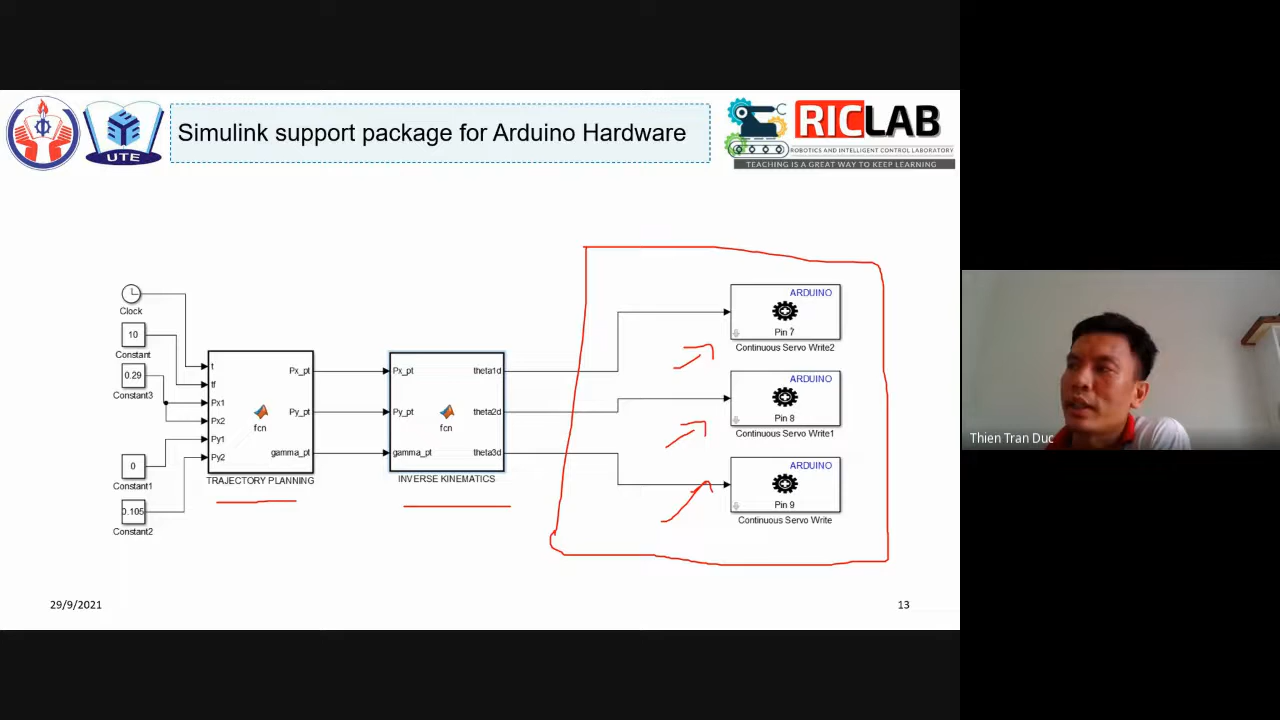 UTE
Simulink support package for Arduino Hardware
RICLAB
ROBOTICS AND INTELLIGENT CONTROL LABORATORY
TEACHING IS A GREAT WAY TO KEEP LEARNING
Clock
10
Constant
0.29
Constant3
0
Constant1
0.105
Constant2
t
tf
Px1
Px2
Py1
Py2
fcn
Px_pt
Py_pt
gamma_pt
TRAJECTORY PLANNING
Px_pt
Py_pt
gamma_pt
fcn
theta1d
theta2d
theta3d
INVERSE KINEMATICS
ARDUINO
Pin 7
Continuous Servo Write2
ARDUINO
Pin 8
Continuous Servo Write1
ARDUINO
Pin 9
Continuous Servo Write
Thien Tran Duc
29/9/2021
13